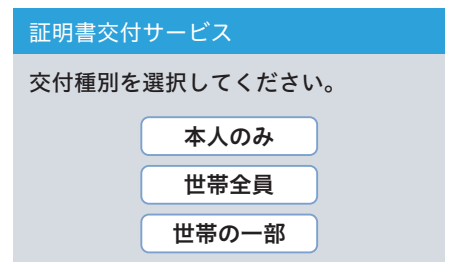 証明書交付サービス
交付種別を選択してください。
本人のみ
世帯全員
世帯の一部